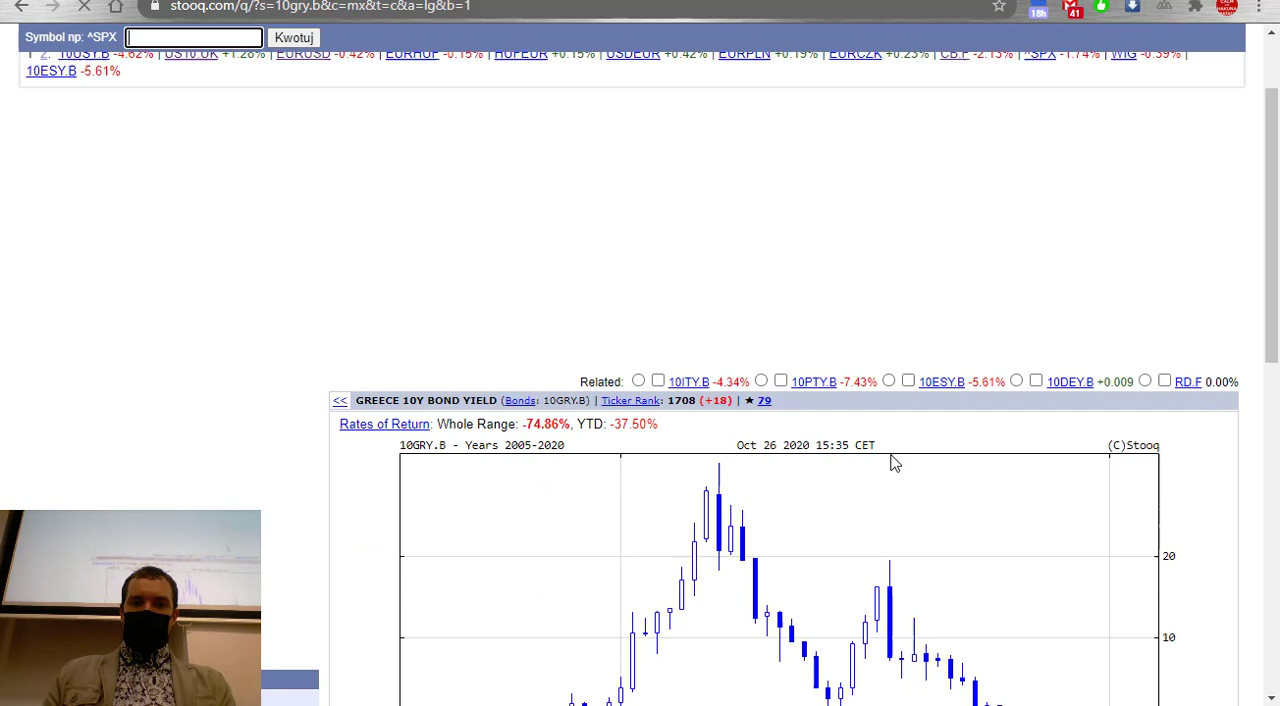 stooq.com/q/?s=10gry.b&c=mx&t=c&a=lg&b=1
18h
41
Symbol np: ^SPX
Kwotuj
1 2: 10USY.B -4.62% | US10.UK +1.28% | EURUSD -0.42% | EURHUF -0.15% | HUFEUR +0.15% | USDEUR +0.42% | EURPLN +0.19% | EURCZK +0.23% | CB.F -2.13% | ^SPX -1.74% | WIG -0.39% |
10ESY.B -5.61%
Related: 10ITY.B -4.34% 10PTY.B -7.43% 10ESY.B -5.61% 10DEY.B +0.009 RD.F 0.00%
<< GREECE 10Y BOND YIELD (Bonds: 10GRY.B) | Ticker Rank: 1708 (+18) | ★ 79
Rates of Return: Whole Range: -74.86%, YTD: -37.50%
10GRY.B - Years 2005-2020 Oct 26 2020 15:35 CET (C)Stooq
20
10